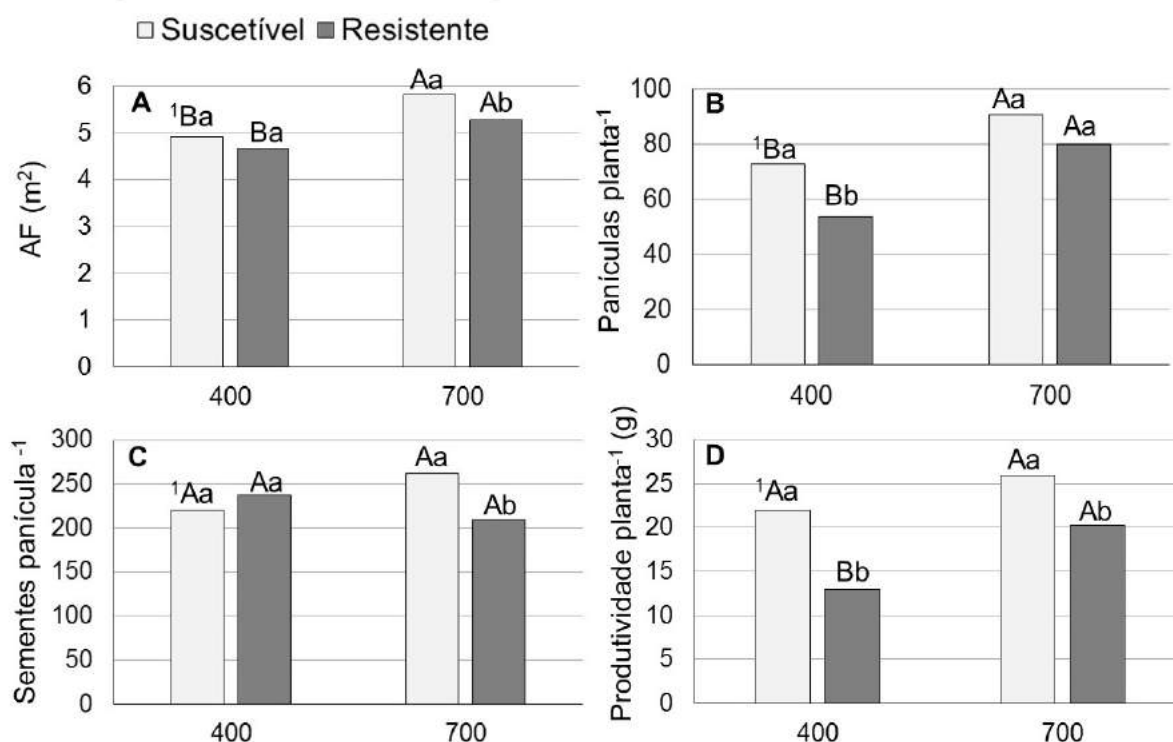 Suscetível Resistente
A
AF (m²)
6
5
4
3
2
1
0
¹Ba Ba Aa Ab
400 700
B
Panículas planta⁻¹
100
80
60
40
20
0
¹Ba Bb Aa Aa
400 700
C
Sementes panícula⁻¹
300
250
200
150
100
50
0
¹Aa Aa Aa Ab
400 700
D
Produtividade planta⁻¹ (g)
30
25
20
15
10
5
0
¹Aa Bb Aa Ab
400 700